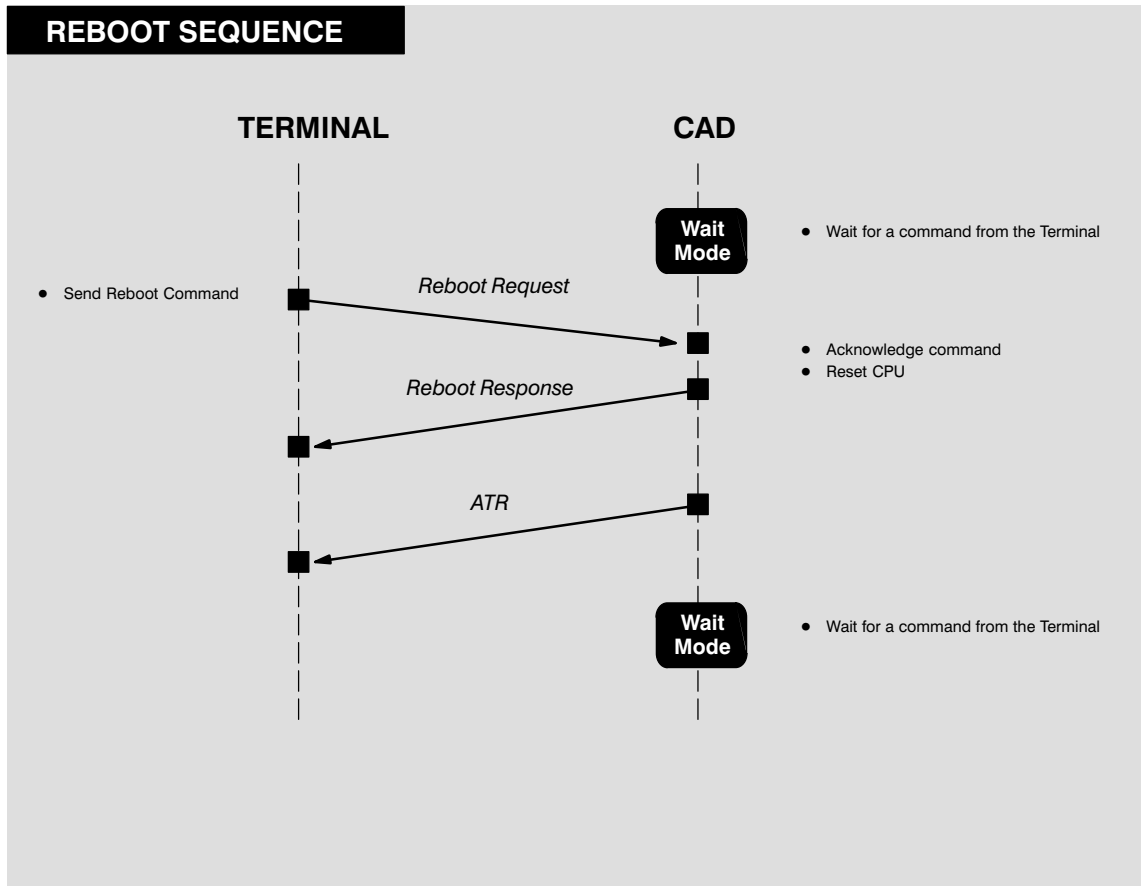 REBOOT SEQUENCE
TERMINAL
CAD
Wait
Mode
• Wait for a command from the Terminal
• Send Reboot Command
Reboot Request
• Acknowledge command
• Reset CPU
Reboot Response
ATR
Wait
Mode
• Wait for a command from the Terminal